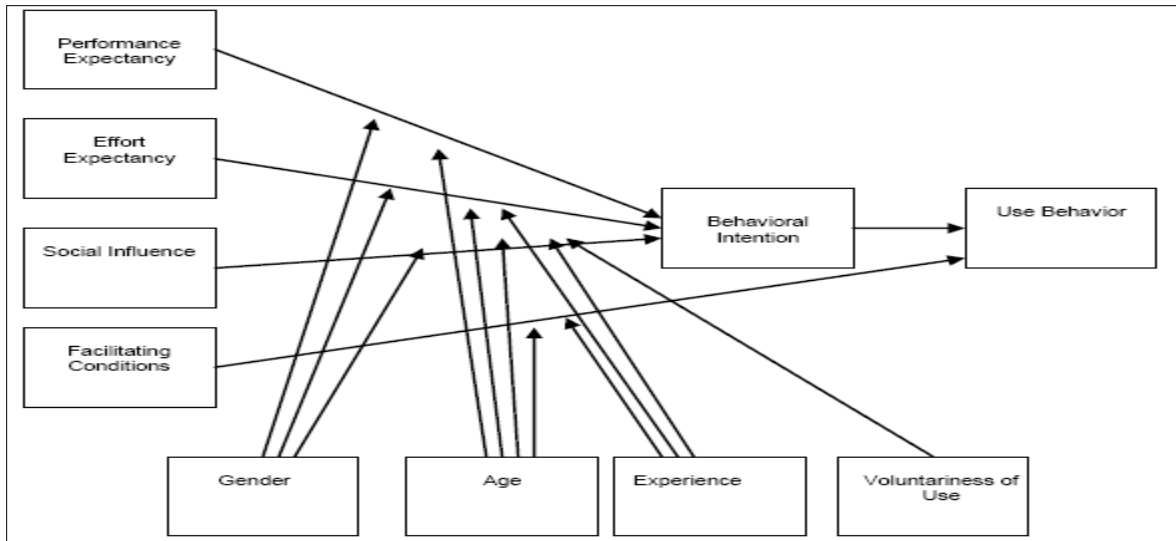 Performance
Expectancy
Effort
Expectancy
Social Influence
Facilitating
Conditions
Behavioral
Intention
Use Behavior
Gender
Age
Experience
Voluntariness of
Use